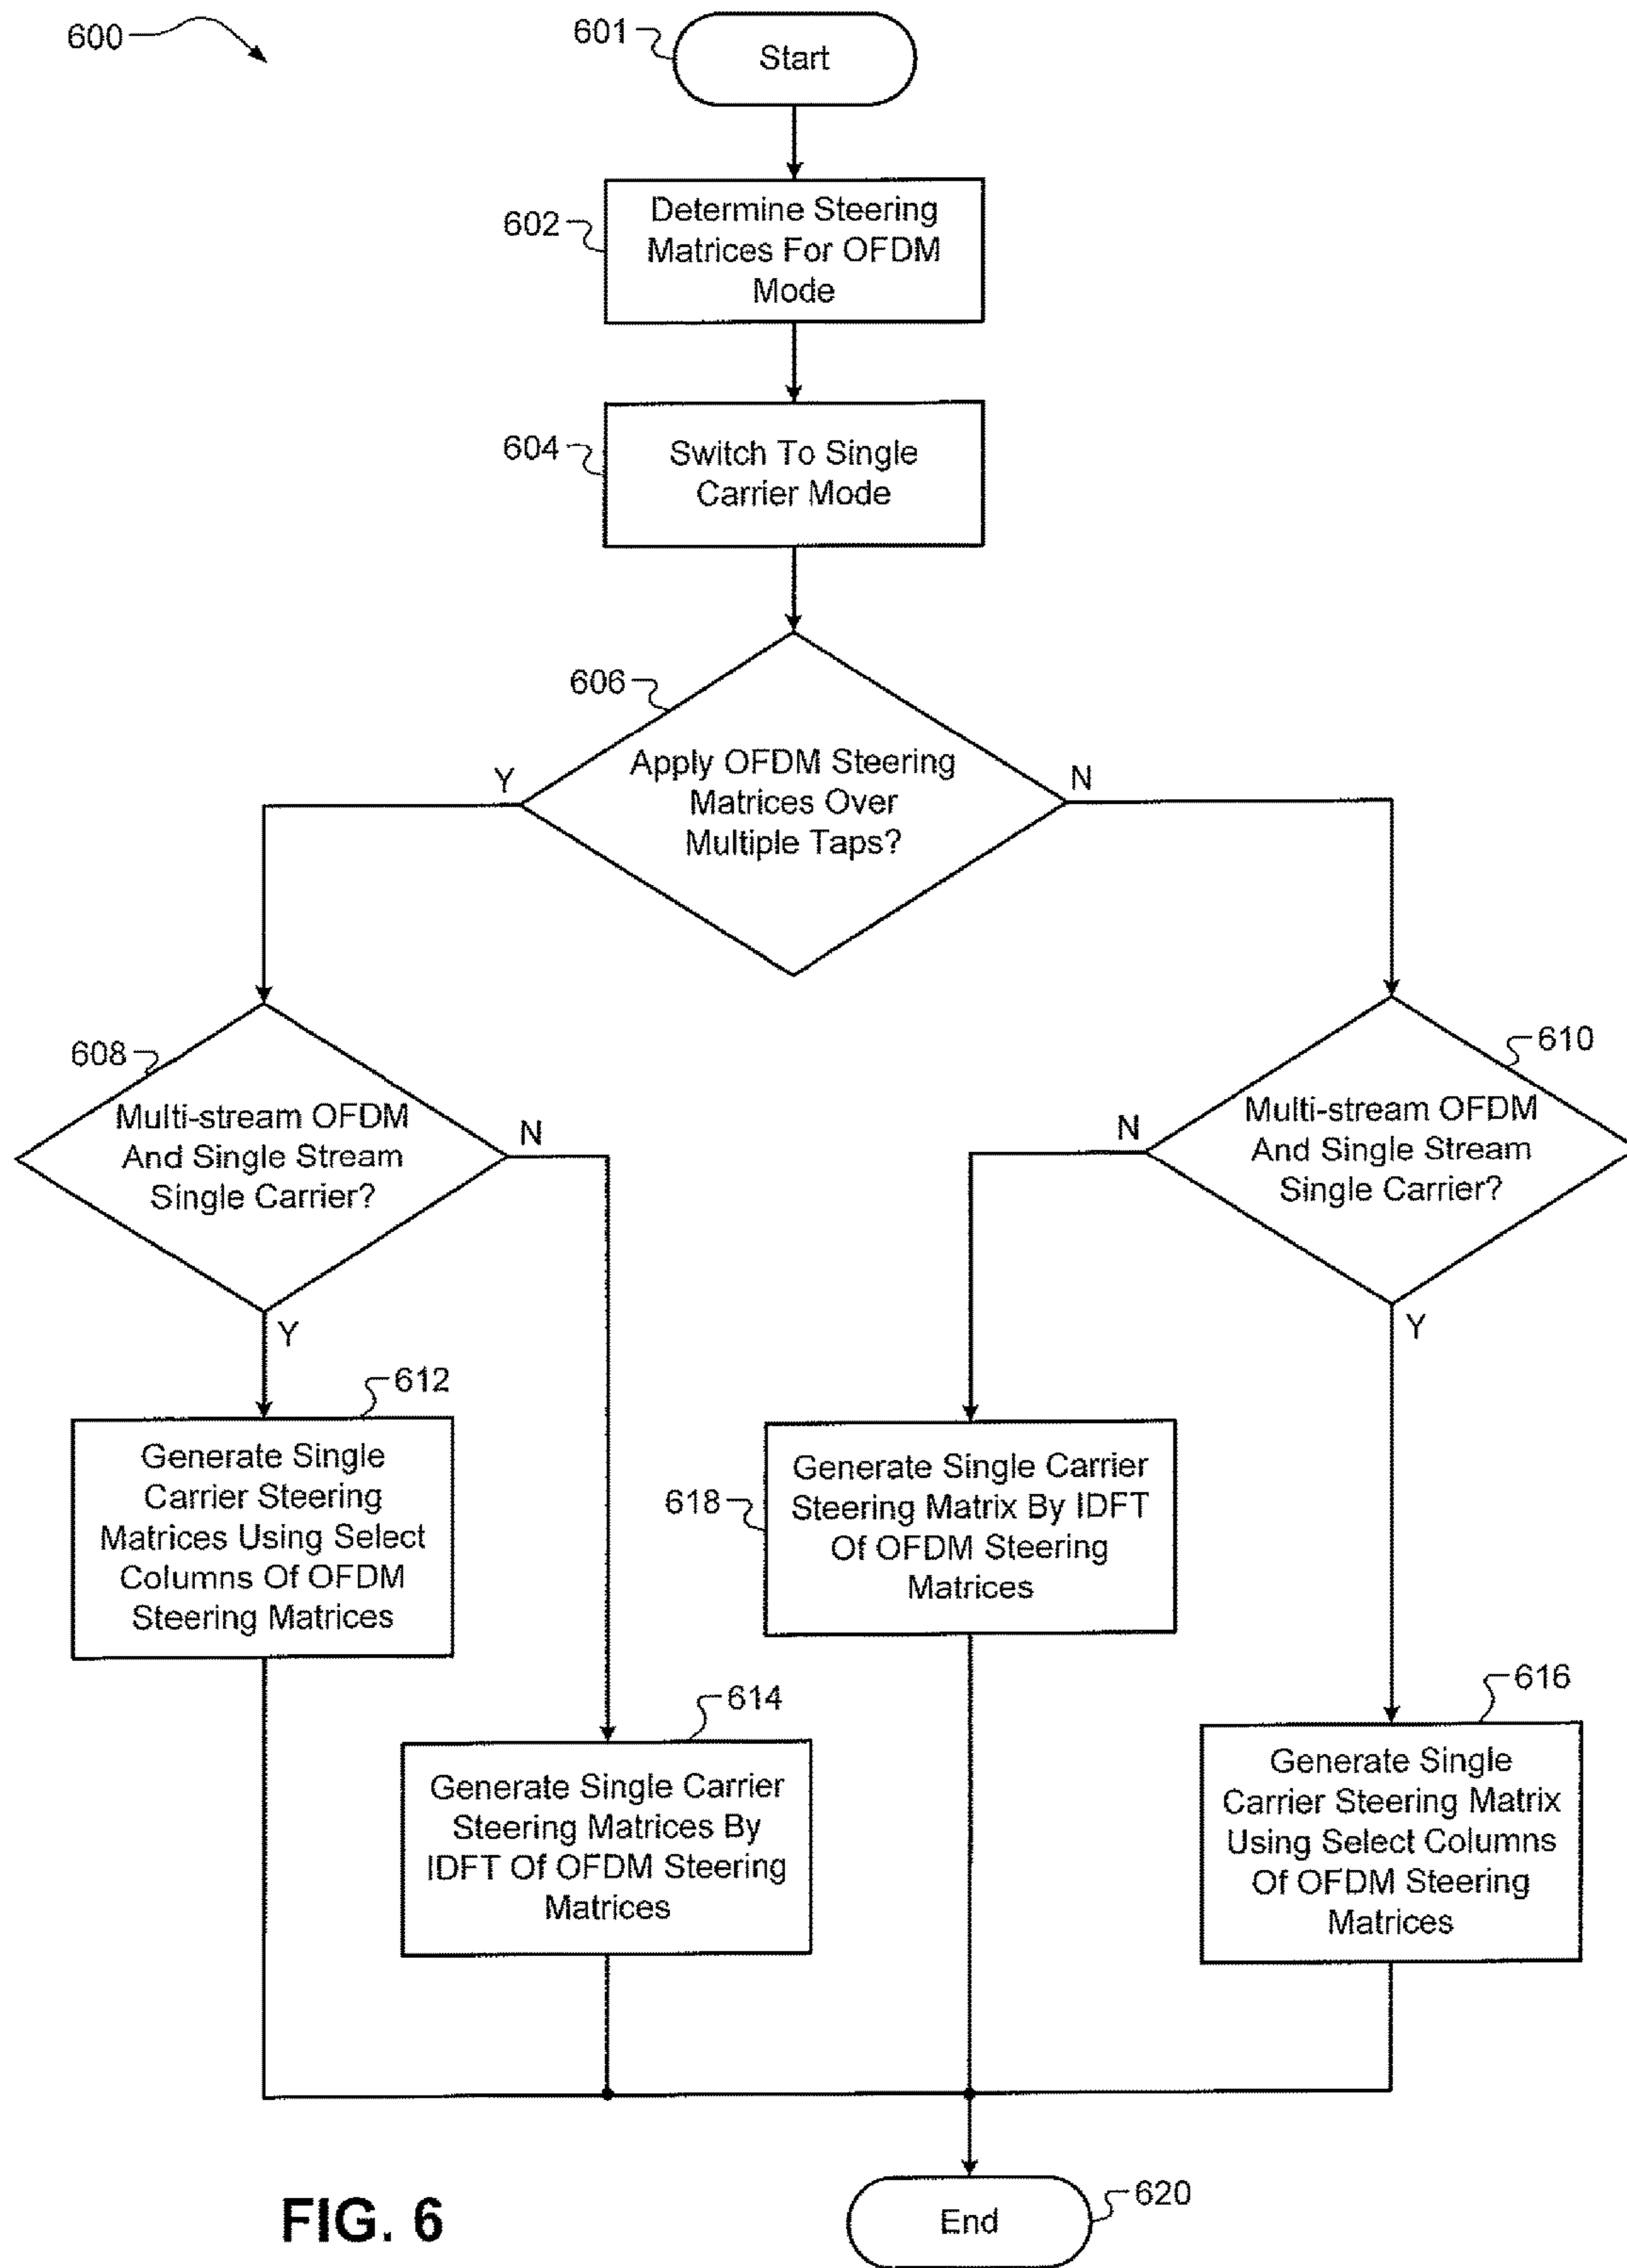 600
601
Start
602
Determine Steering
Matrices For OFDM
Mode
604
Switch To Single
Carrier Mode
606
Apply OFDM Steering
Matrices Over
Multiple Taps?
Y
N
608
Multi-stream OFDM
And Single Stream
Single Carrier?
N
Y
610
Multi-stream OFDM
And Single Stream
Single Carrier?
N
Y
612
Generate Single
Carrier Steering
Matrices Using Select
Columns Of OFDM
Steering Matrices
618
Generate Single Carrier
Steering Matrix By IDFT
Of OFDM Steering
Matrices
614
Generate Single Carrier
Steering Matrices By
IDFT Of OFDM Steering
Matrices
616
Generate Single
Carrier Steering Matrix
Using Select Columns
Of OFDM Steering
Matrices
End
620
FIG. 6